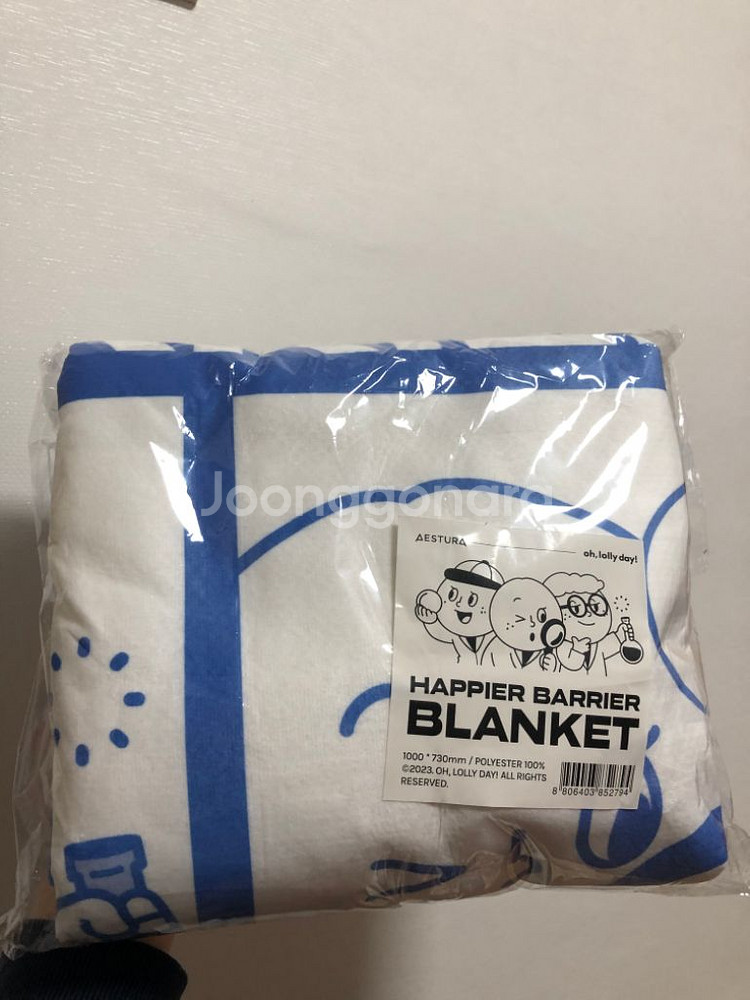 Joonggonara
AESTURA
oh, lolly day!
HAPPIER BARRIER
BLANKET
1000 * 730mm / POLYESTER 100%
©2023. OH, LOLLY DAY! ALL RIGHTS
RESERVED.
8 806403 852794